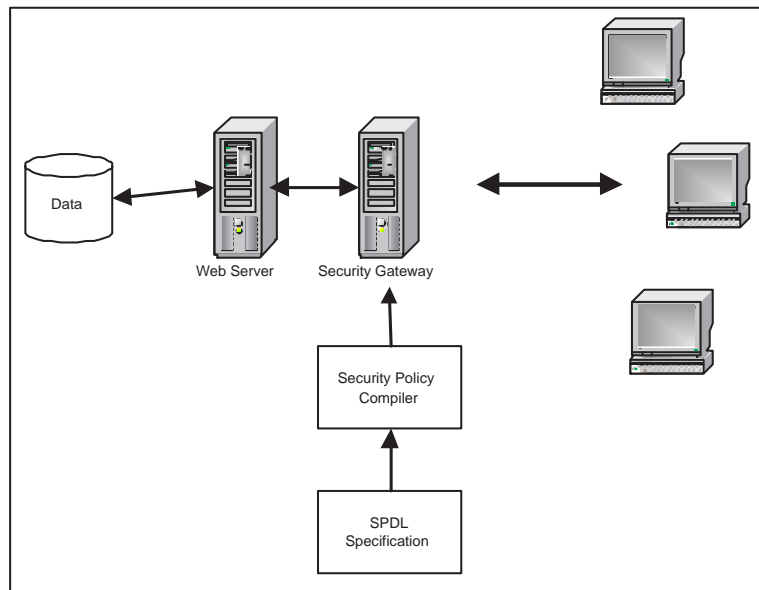 Data
Web Server
Security Gateway
Security Policy
Compiler
SPDL
Specification